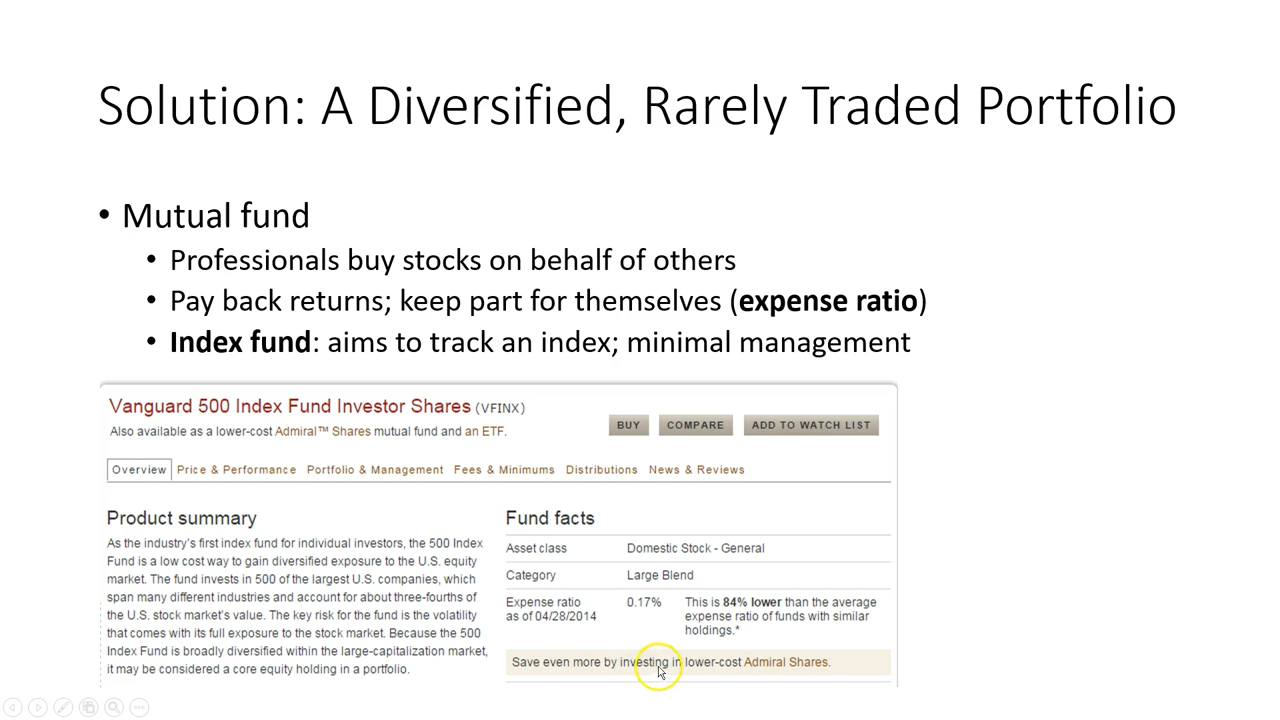 Solution: A Diversified, Rarely Traded Portfolio
• Mutual fund
• Professionals buy stocks on behalf of others
• Pay back returns; keep part for themselves (expense ratio)
• Index fund: aims to track an index; minimal management
Vanguard 500 Index Fund Investor Shares (VFINX)
Also available as a lower-cost Admiral™ Shares mutual fund and an ETF.
BUY COMPARE ADD TO WATCH LIST
Overview Price & Performance Portfolio & Management Fees & Minimums Distributions News & Reviews
Product summary
As the industry's first index fund for individual investors, the 500 Index
Fund is a low cost way to gain diversified exposure to the U.S. equity
market. The fund invests in 500 of the largest U.S. companies, which
span many different industries and account for about three-fourths of
the U.S. stock market's value. The key risk for the fund is the volatility
that comes with its full exposure to the stock market. Because the 500
Index Fund is broadly diversified within the large-capitalization market,
it may be considered a core equity holding in a portfolio.
Fund facts
Asset class Domestic Stock - General
Category Large Blend
Expense ratio 0.17% This is 84% lower than the average
as of 04/28/2014 expense ratio of funds with similar
holdings.*
Save even more by investing in lower-cost Admiral Shares.